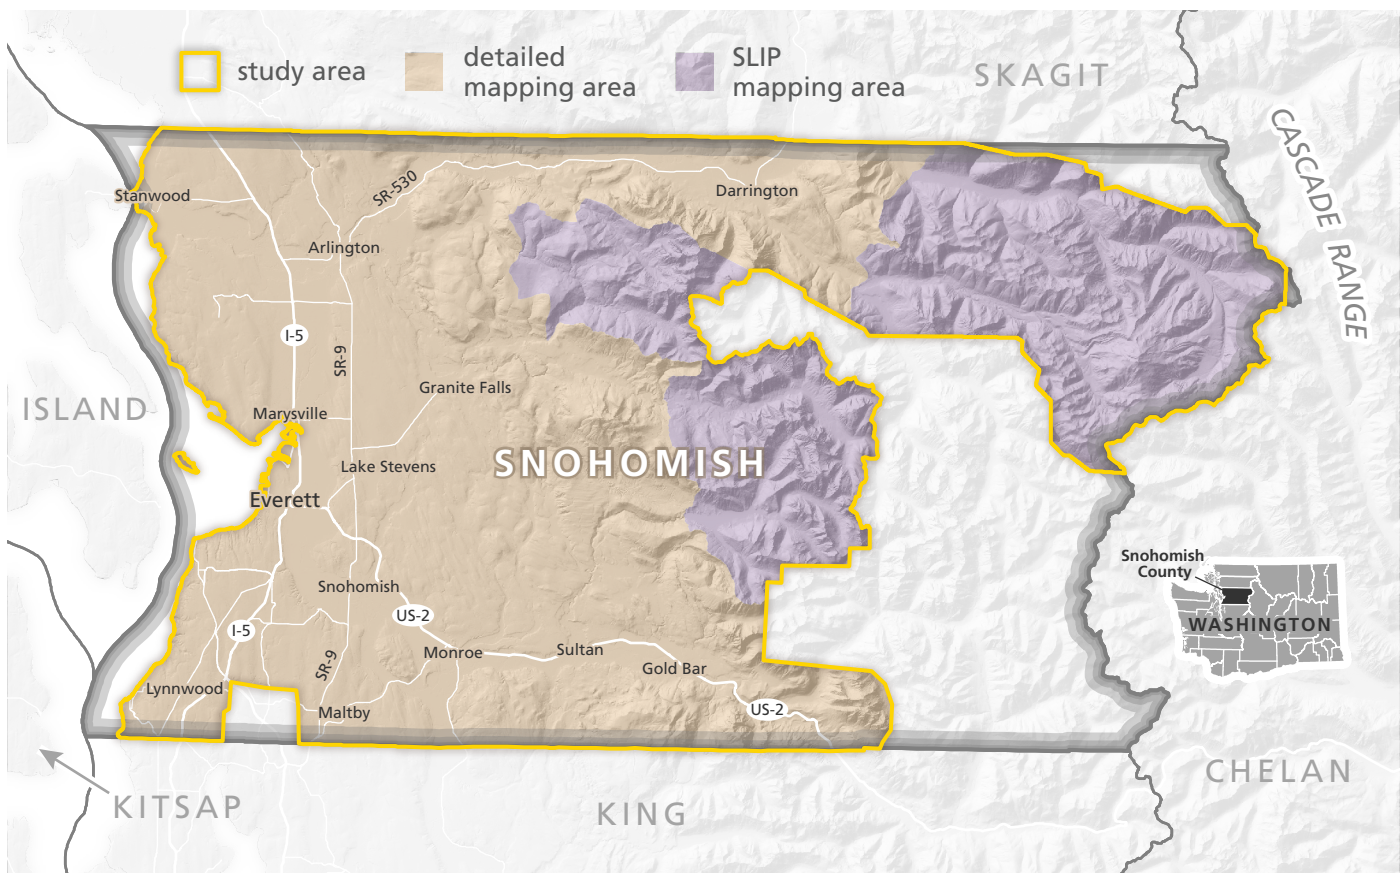 study area
detailed
mapping area
SLIP
mapping area
SKAGIT
CASCADE RANGE
Stanwood
SR-530
Darrington
Arlington
I-5
SR-9
Granite Falls
ISLAND
Marysville
SNOHOMISH
Lake Stevens
Everett
Snohomish
County
WASHINGTON
Snohomish
US-2
I-5
SR-9
Monroe
Sultan
Gold Bar
Lynnwood
Maltby
US-2
KITSAP
KING
CHELAN